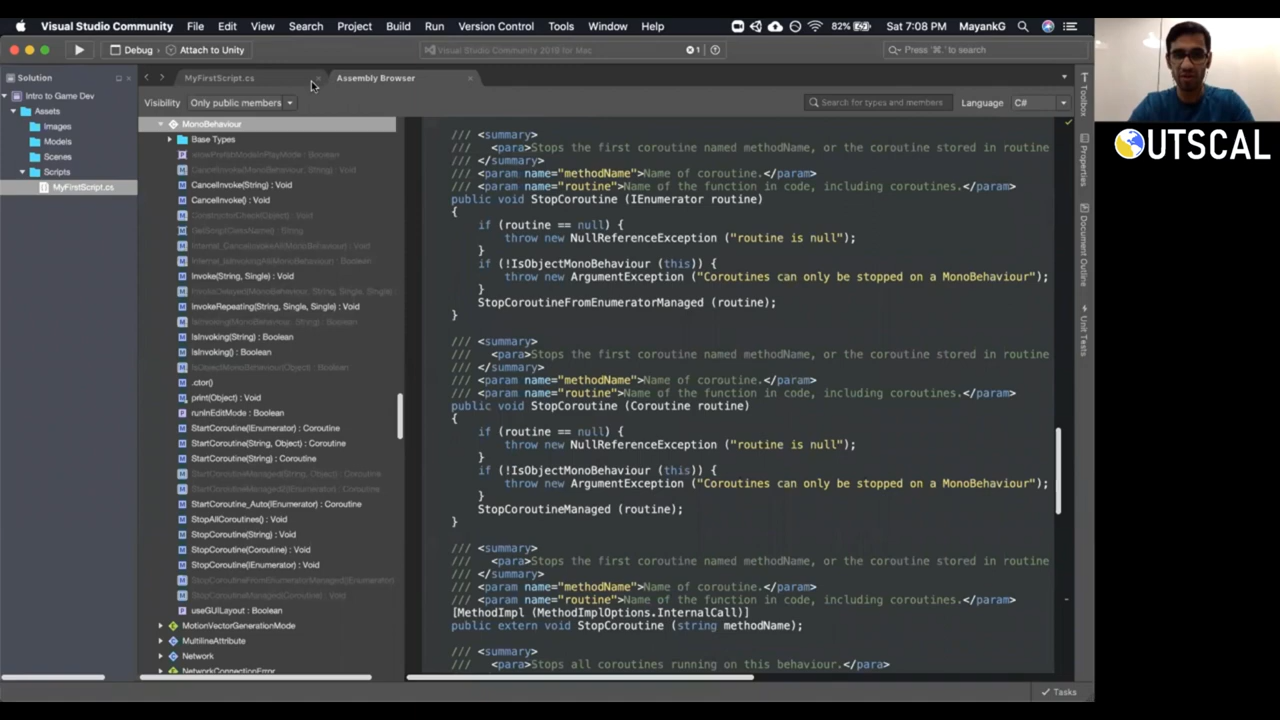 Visual Studio Community File Edit View Search Project Build Run Version Control Tools Window Help 82% Sat 7:08 PM MayankG
Debug Attach to Unity Visual Studio Community 2019 for Mac 1 Press '⌘.' to search
Solution
Intro to Game Dev
Assets
Images
Models
Scenes
Scripts
MyFirstScript.cs
MyFirstScript.cs Assembly Browser
Visibility Only public members Search for types and members Language C#
MonoBehaviour
Base Types
CancelInvoke(String) : Void
CancelInvoke() : Void
Invoke(String, Single) : Void
InvokeRepeating(String, Single, Single) : Void
IsInvoking(String) : Boolean
IsInvoking() : Boolean
.ctor()
print(Object) : Void
runInEditMode : Boolean
StartCoroutine(IEnumerator) : Coroutine
StartCoroutine(String, Object) : Coroutine
StartCoroutine(String) : Coroutine
StartCoroutine_Auto(IEnumerator) : Coroutine
StopAllCoroutines() : Void
StopCoroutine(String) : Void
StopCoroutine(Coroutine) : Void
StopCoroutine(IEnumerator) : Void
useGUILayout : Boolean
MotionVectorGenerationMode
MultilineAttribute
Network
NetworkConnectionError
/// <summary>
/// <para>Stops the first coroutine named methodName, or the coroutine stored in routine
/// </summary>
/// <param name="methodName">Name of coroutine.</param>
/// <param name="routine">Name of the function in code, including coroutines.</param>
public void StopCoroutine (IEnumerator routine)
{
if (routine == null) {
throw new NullReferenceException ("routine is null");
}
if (!IsObjectMonoBehaviour (this)) {
throw new ArgumentException ("Coroutines can only be stopped on a MonoBehaviour");
}
StopCoroutineFromEnumeratorManaged (routine);
}
/// <summary>
/// <para>Stops the first coroutine named methodName, or the coroutine stored in routine
/// </summary>
/// <param name="methodName">Name of coroutine.</param>
/// <param name="routine">Name of the function in code, including coroutines.</param>
public void StopCoroutine (Coroutine routine)
{
if (routine == null) {
throw new NullReferenceException ("routine is null");
}
if (!IsObjectMonoBehaviour (this)) {
throw new ArgumentException ("Coroutines can only be stopped on a MonoBehaviour");
}
StopCoroutineManaged (routine);
}
/// <summary>
/// <para>Stops the first coroutine named methodName, or the coroutine stored in routine
/// </summary>
/// <param name="methodName">Name of coroutine.</param>
/// <param name="routine">Name of the function in code, including coroutines.</param>
[MethodImpl (MethodImplOptions.InternalCall)]
public extern void StopCoroutine (string methodName);
/// <summary>
/// <para>Stops all coroutines running on this behaviour.</para>
Toolbox
Properties
Document Outline
Unit Tests
Tasks
OUTSCAL